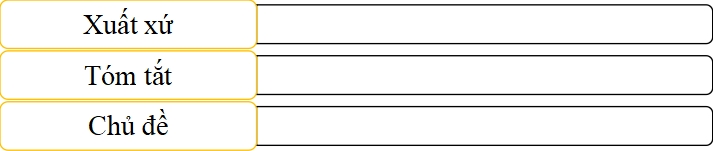 Xuất xứ
Tóm tắt
Chủ đề